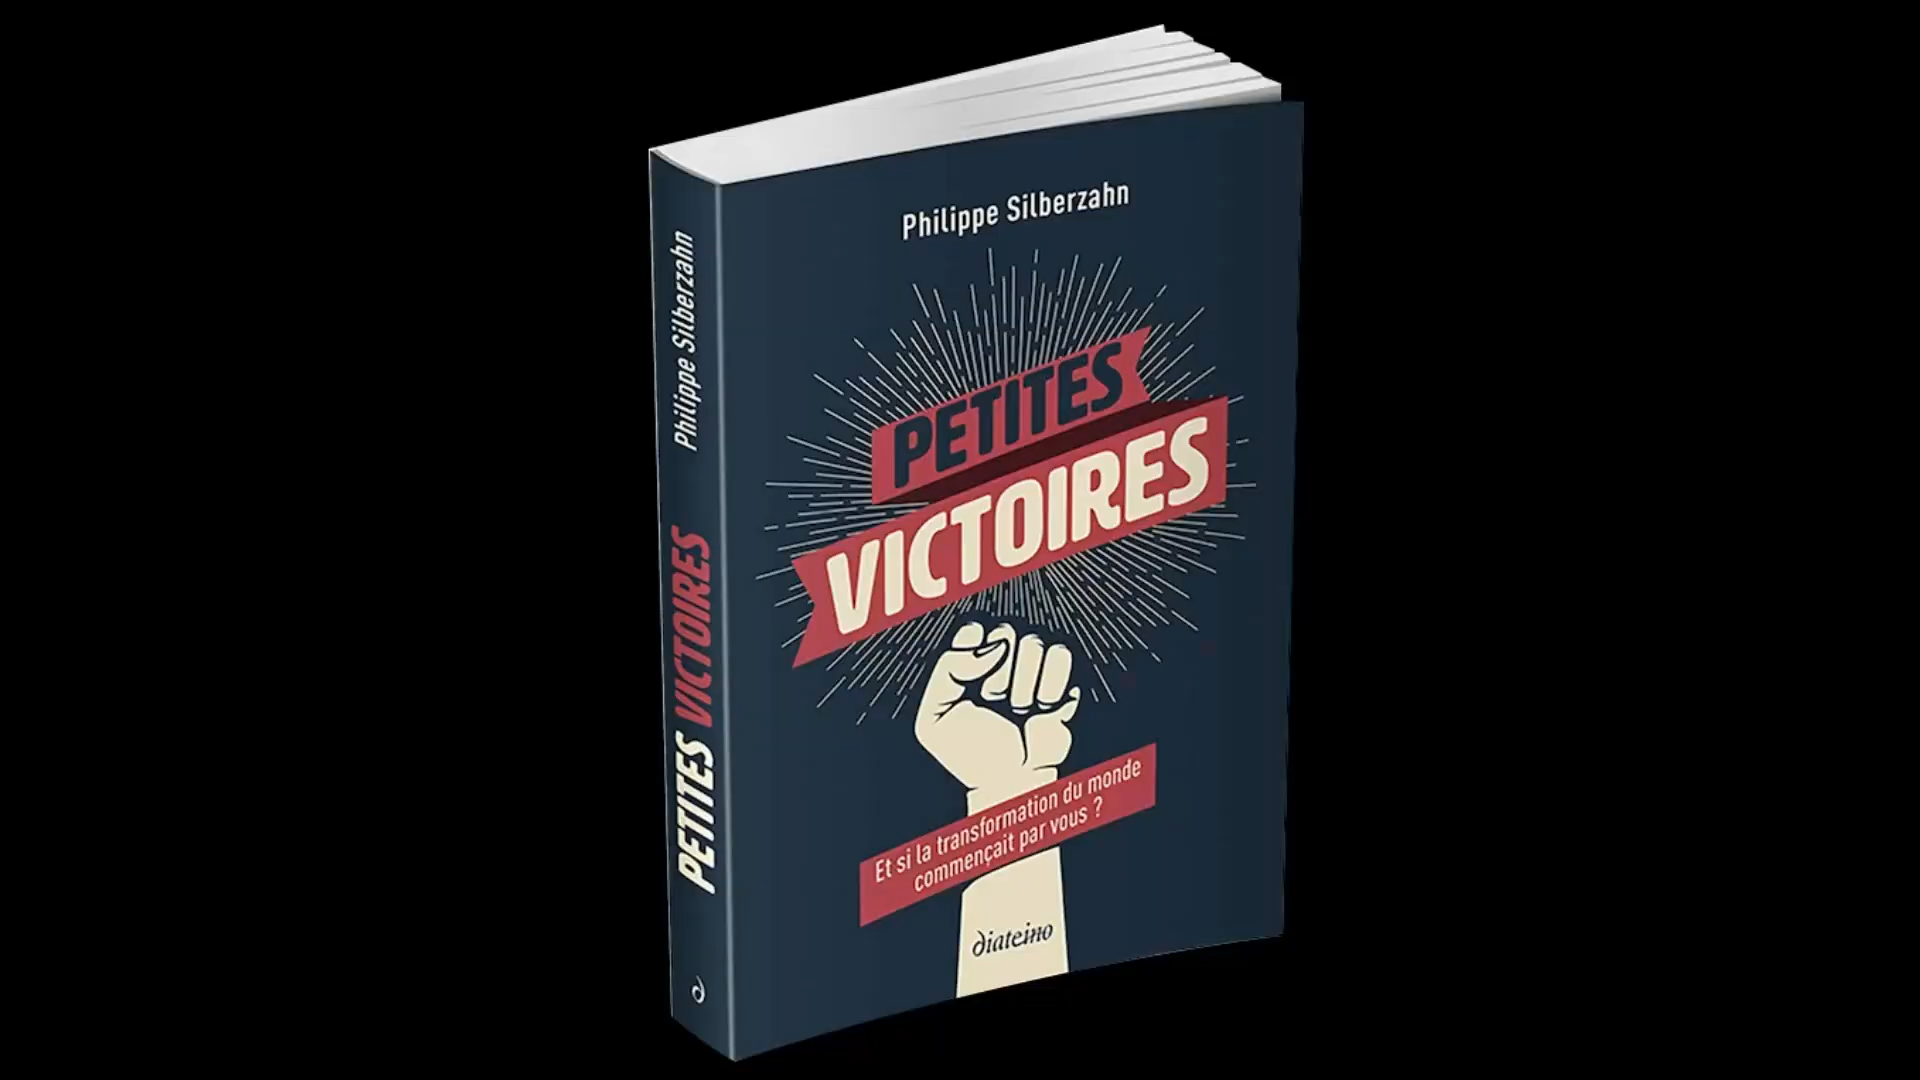 Philippe Silberzahn
PETITES
VICTOIRES
Et si la transformation du monde
commençait par vous ?
diateino
Philippe Silberzahn
PETITES VICTOIRES